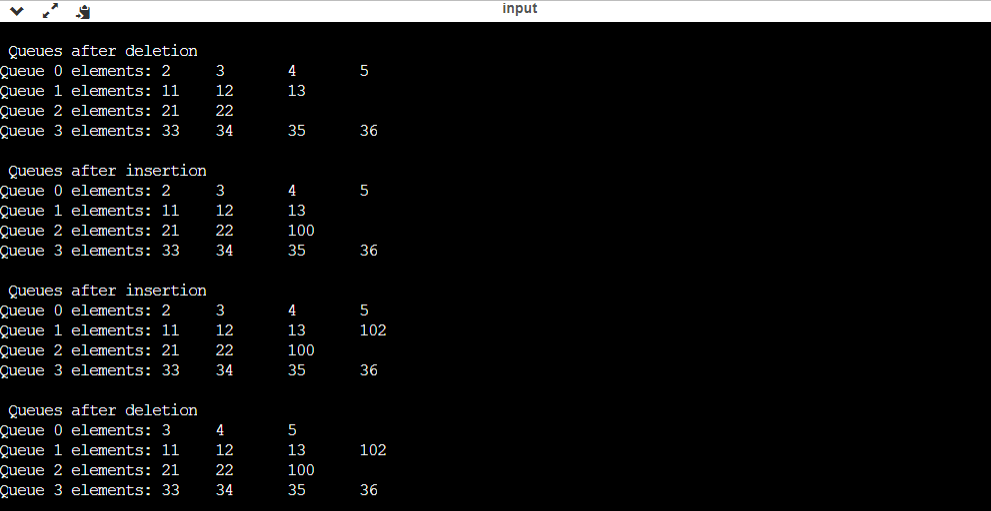 input
Queues after deletion
Queue 0 elements: 2 3 4 5
Queue 1 elements: 11 12 13
Queue 2 elements: 21 22
Queue 3 elements: 33 34 35 36
Queues after insertion
Queue 0 elements: 2 3 4 5
Queue 1 elements: 11 12 13
Queue 2 elements: 21 22 100
Queue 3 elements: 33 34 35 36
Queues after insertion
Queue 0 elements: 2 3 4 5
Queue 1 elements: 11 12 13 102
Queue 2 elements: 21 22 100
Queue 3 elements: 33 34 35 36
Queues after deletion
Queue 0 elements: 3 4 5
Queue 1 elements: 11 12 13 102
Queue 2 elements: 21 22 100
Queue 3 elements: 33 34 35 36